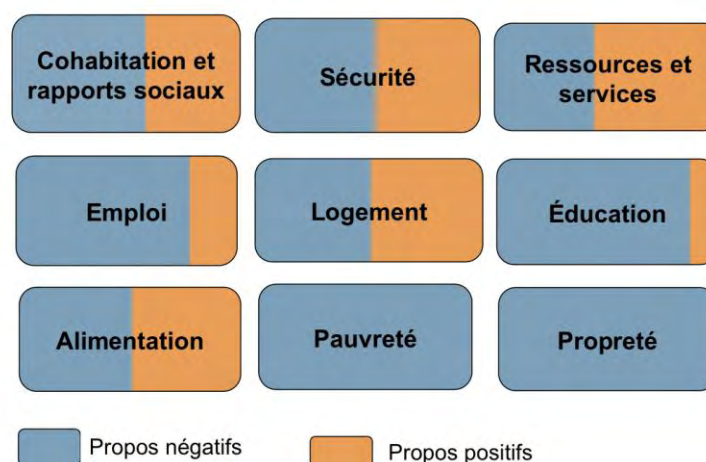 Cohabitation et
rapports sociaux
Sécurité
Ressources et
services
Emploi
Logement
Éducation
Alimentation
Pauvreté
Propreté
Propos négatifs
Propos positifs